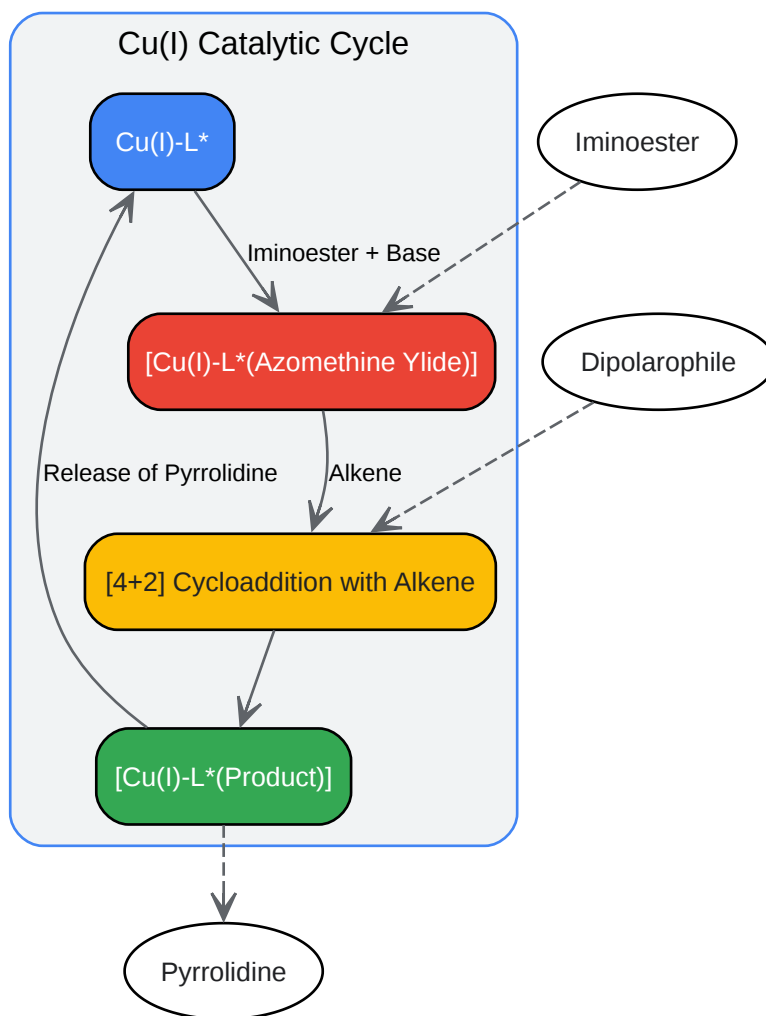 Cu(I) Catalytic Cycle
Cu(I)-L*
Iminoester
Iminoester + Base
[Cu(I)-L*(Azomethine Ylide)]
Dipolarophile
Release of Pyrrolidine
Alkene
[4+2] Cycloaddition with Alkene
[Cu(I)-L*(Product)]
Pyrrolidine